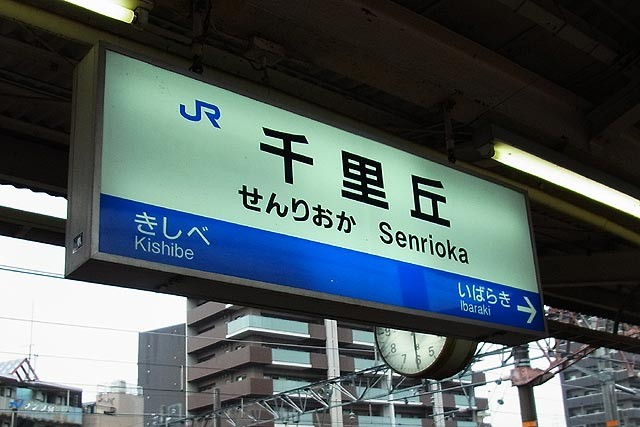 JR
千里丘
せんりおか Senrioka
きしべ
Kishibe
いばらき
Ibaraki
→